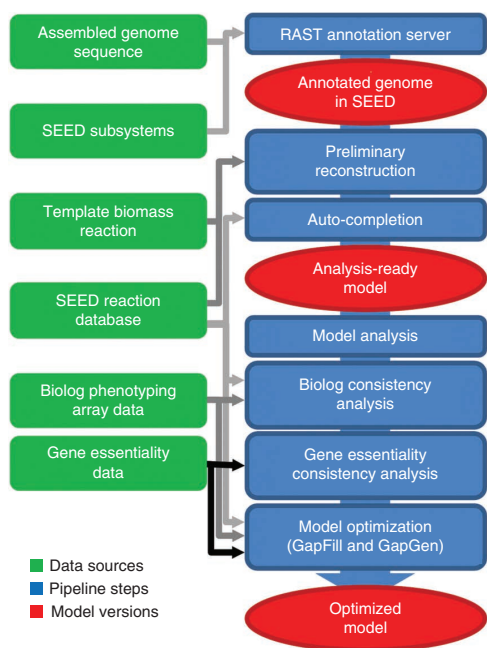 Assembled genome
sequence
SEED subsystems
Template biomass
reaction
SEED reaction
database
Biolog phenotyping
array data
Gene essentiality
data
RAST annotation server
Annotated genome
in SEED
Preliminary
reconstruction
Auto-completion
Analysis-ready
model
Model analysis
Biolog consistency
analysis
Gene essentiality
consistency analysis
Model optimization
(GapFill and GapGen)
Optimized
model
Data sources
Pipeline steps
Model versions